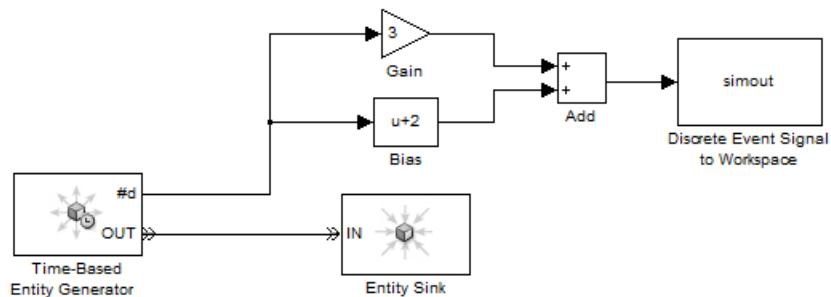 3
Gain
+
+
Add
simout
Discrete Event Signal
to Workspace
u+2
Bias
#d
OUT
Time-Based
Entity Generator
IN
Entity Sink